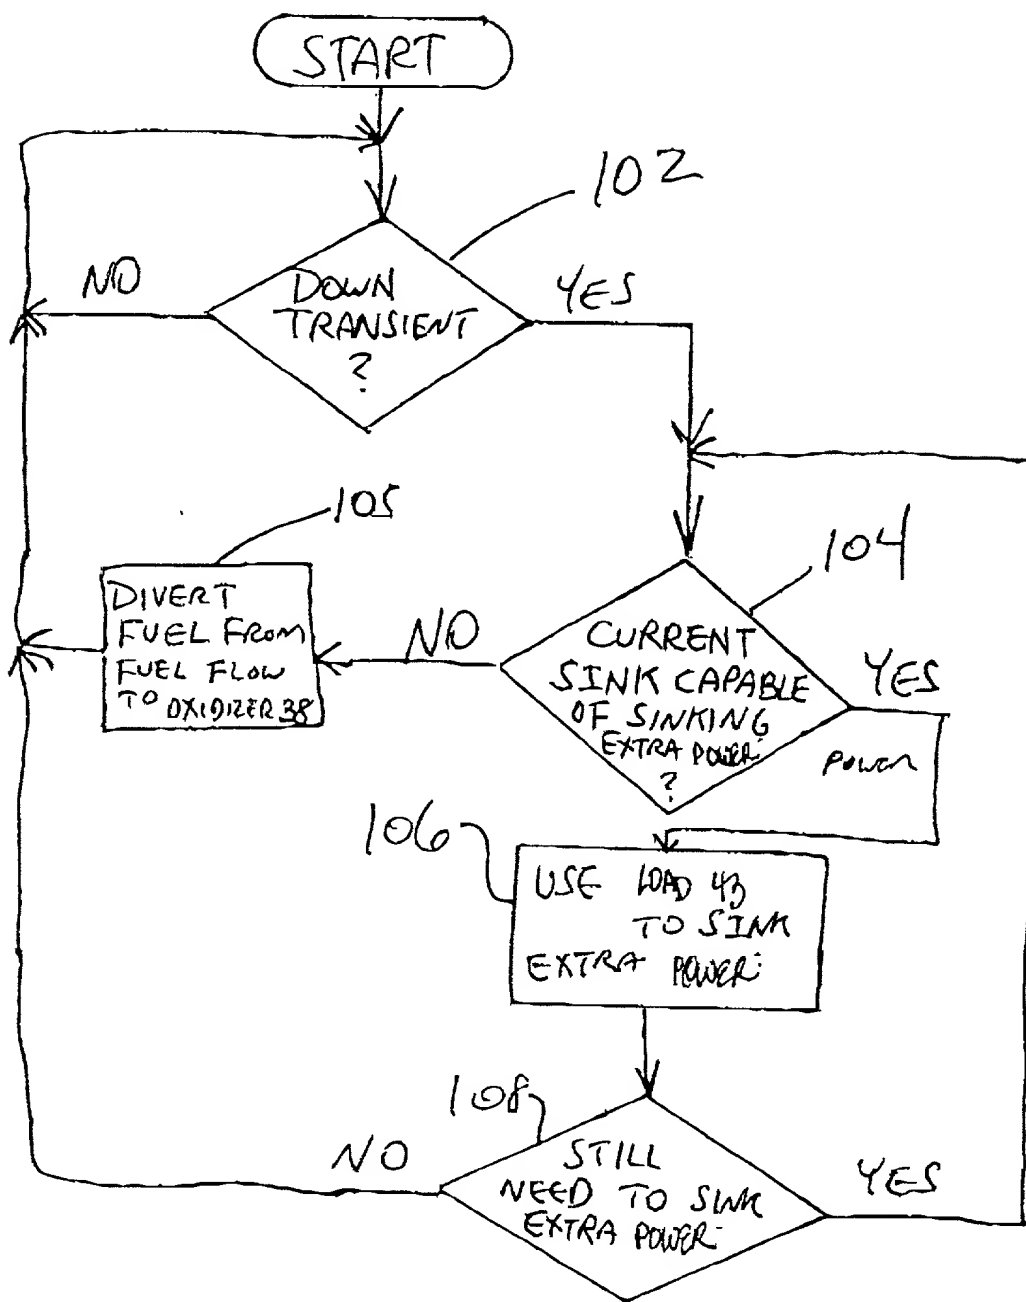 START
102
NO
YES
DOWN
TRANSIENT
?
105
104
DIVERT
FUEL FROM
FUEL FLOW
TO OXIDIZER 38
NO
CURRENT
SINK CAPABLE
OF SINKING
EXTRA POWER
?
YES
POWER
106
USE LOAD 43
TO SINK
EXTRA POWER
108
NO
STILL
NEED TO SINK
EXTRA POWER
YES